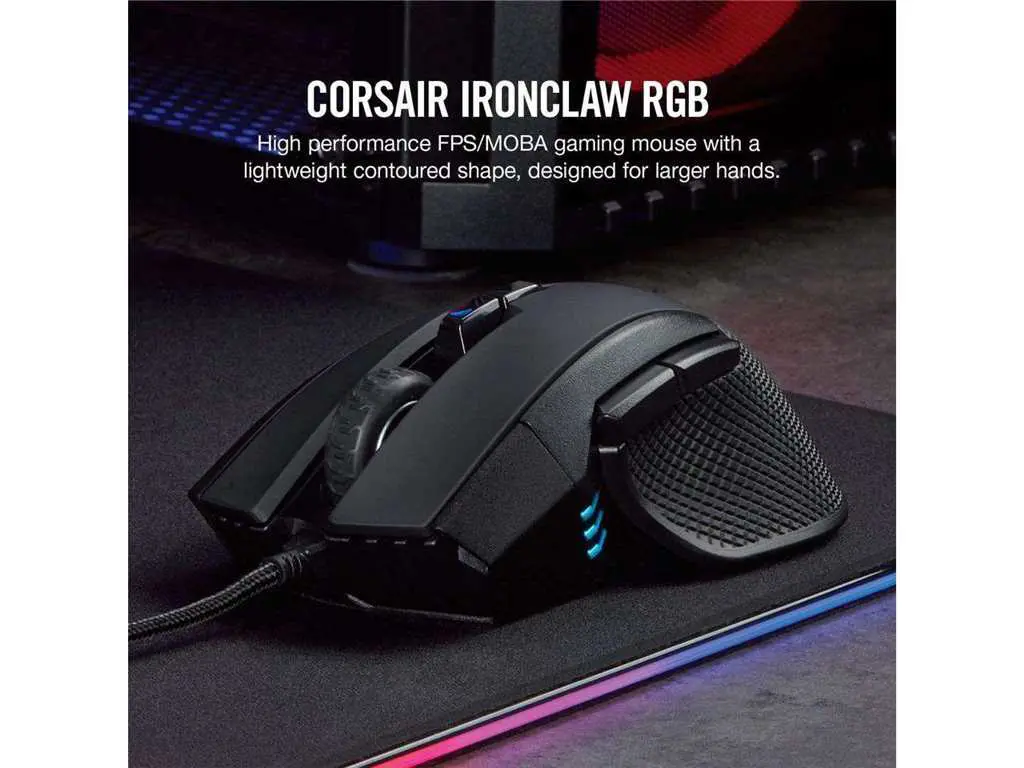 CORSAIR IRONCLAW RGB
High performance FPS/MOBA gaming mouse with a
lightweight contoured shape, designed for larger hands.